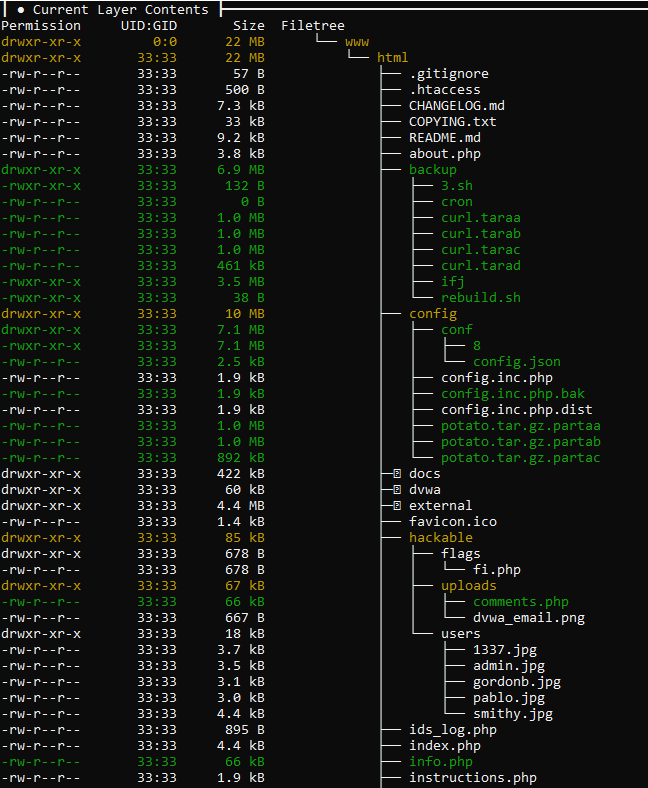 ● Current Layer Contents
Permission UID:GID Size Filetree
drwxr-xr-x 0:0 22 MB └── www
drwxr-xr-x 33:33 22 MB └── html
-rw-r--r-- 33:33 57 B ├── .gitignore
-rw-r--r-- 33:33 500 B ├── .htaccess
-rw-r--r-- 33:33 7.3 kB ├── CHANGELOG.md
-rw-r--r-- 33:33 33 kB ├── COPYING.txt
-rw-r--r-- 33:33 9.2 kB ├── README.md
-rw-r--r-- 33:33 3.8 kB ├── about.php
drwxr-xr-x 33:33 6.9 MB ├── backup
-rwxr-xr-x 33:33 132 B │ ├── 3.sh
-rw-r--r-- 33:33 0 B │ ├── cron
-rw-r--r-- 33:33 1.0 MB │ ├── curl.taraa
-rw-r--r-- 33:33 1.0 MB │ ├── curl.tarab
-rw-r--r-- 33:33 1.0 MB │ ├── curl.tarac
-rw-r--r-- 33:33 461 kB │ ├── curl.tarad
-rwxr-xr-x 33:33 3.5 MB │ ├── ifj
-rwxr-xr-x 33:33 38 B │ └── rebuild.sh
drwxr-xr-x 33:33 10 MB ├── config
drwxr-xr-x 33:33 7.1 MB │ ├── conf
-rwxr-xr-x 33:33 7.1 MB │ │ ├── 8
-rw-r--r-- 33:33 2.5 kB │ │ └── config.json
-rw-r--r-- 33:33 1.9 kB │ ├── config.inc.php
-rw-r--r-- 33:33 1.9 kB │ ├── config.inc.php.bak
-rw-r--r-- 33:33 1.9 kB │ ├── config.inc.php.dist
-rw-r--r-- 33:33 1.0 MB │ ├── potato.tar.gz.partaa
-rw-r--r-- 33:33 1.0 MB │ ├── potato.tar.gz.partab
-rw-r--r-- 33:33 892 kB │ └── potato.tar.gz.partac
drwxr-xr-x 33:33 422 kB ├─ docs
drwxr-xr-x 33:33 60 kB ├─ dvwa
drwxr-xr-x 33:33 4.4 MB ├─ external
-rw-r--r-- 33:33 1.4 kB ├── favicon.ico
drwxr-xr-x 33:33 85 kB ├── hackable
drwxr-xr-x 33:33 678 B │ ├── flags
-rw-r--r-- 33:33 678 B │ │ └── fi.php
drwxr-xr-x 33:33 67 kB │ ├── uploads
-rw-r--r-- 33:33 66 kB │ │ ├── comments.php
-rw-r--r-- 33:33 667 B │ │ └── dvwa_email.png
drwxr-xr-x 33:33 18 kB │ └── users
-rw-r--r-- 33:33 3.7 kB │ ├── 1337.jpg
-rw-r--r-- 33:33 3.5 kB │ ├── admin.jpg
-rw-r--r-- 33:33 3.1 kB │ ├── gordonb.jpg
-rw-r--r-- 33:33 3.0 kB │ ├── pablo.jpg
-rw-r--r-- 33:33 4.4 kB │ └── smithy.jpg
-rw-r--r-- 33:33 895 B ├── ids_log.php
-rw-r--r-- 33:33 4.4 kB ├── index.php
-rw-r--r-- 33:33 66 kB ├── info.php
-rw-r--r-- 33:33 1.9 kB ├── instructions.php